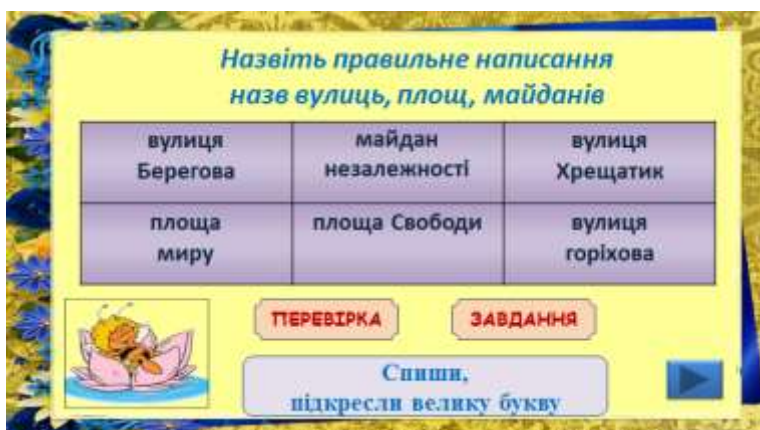 Назвіть правильне написання
назв вулиць, площ, майданів
вулиця
Берегова
майдан
незалежності
вулиця
Хрещатик
площа
миру
площа Свободи
вулиця
горіхова
ПЕРЕВІРКА
ЗАВДАННЯ
Спиши,
підкресли велику букву